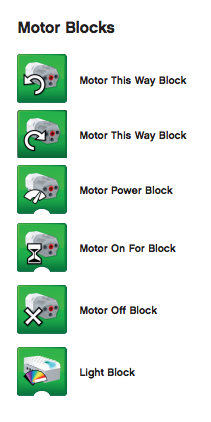 Motor Blocks
Motor This Way Block
Motor This Way Block
Motor Power Block
Motor On For Block
Motor Off Block
Light Block